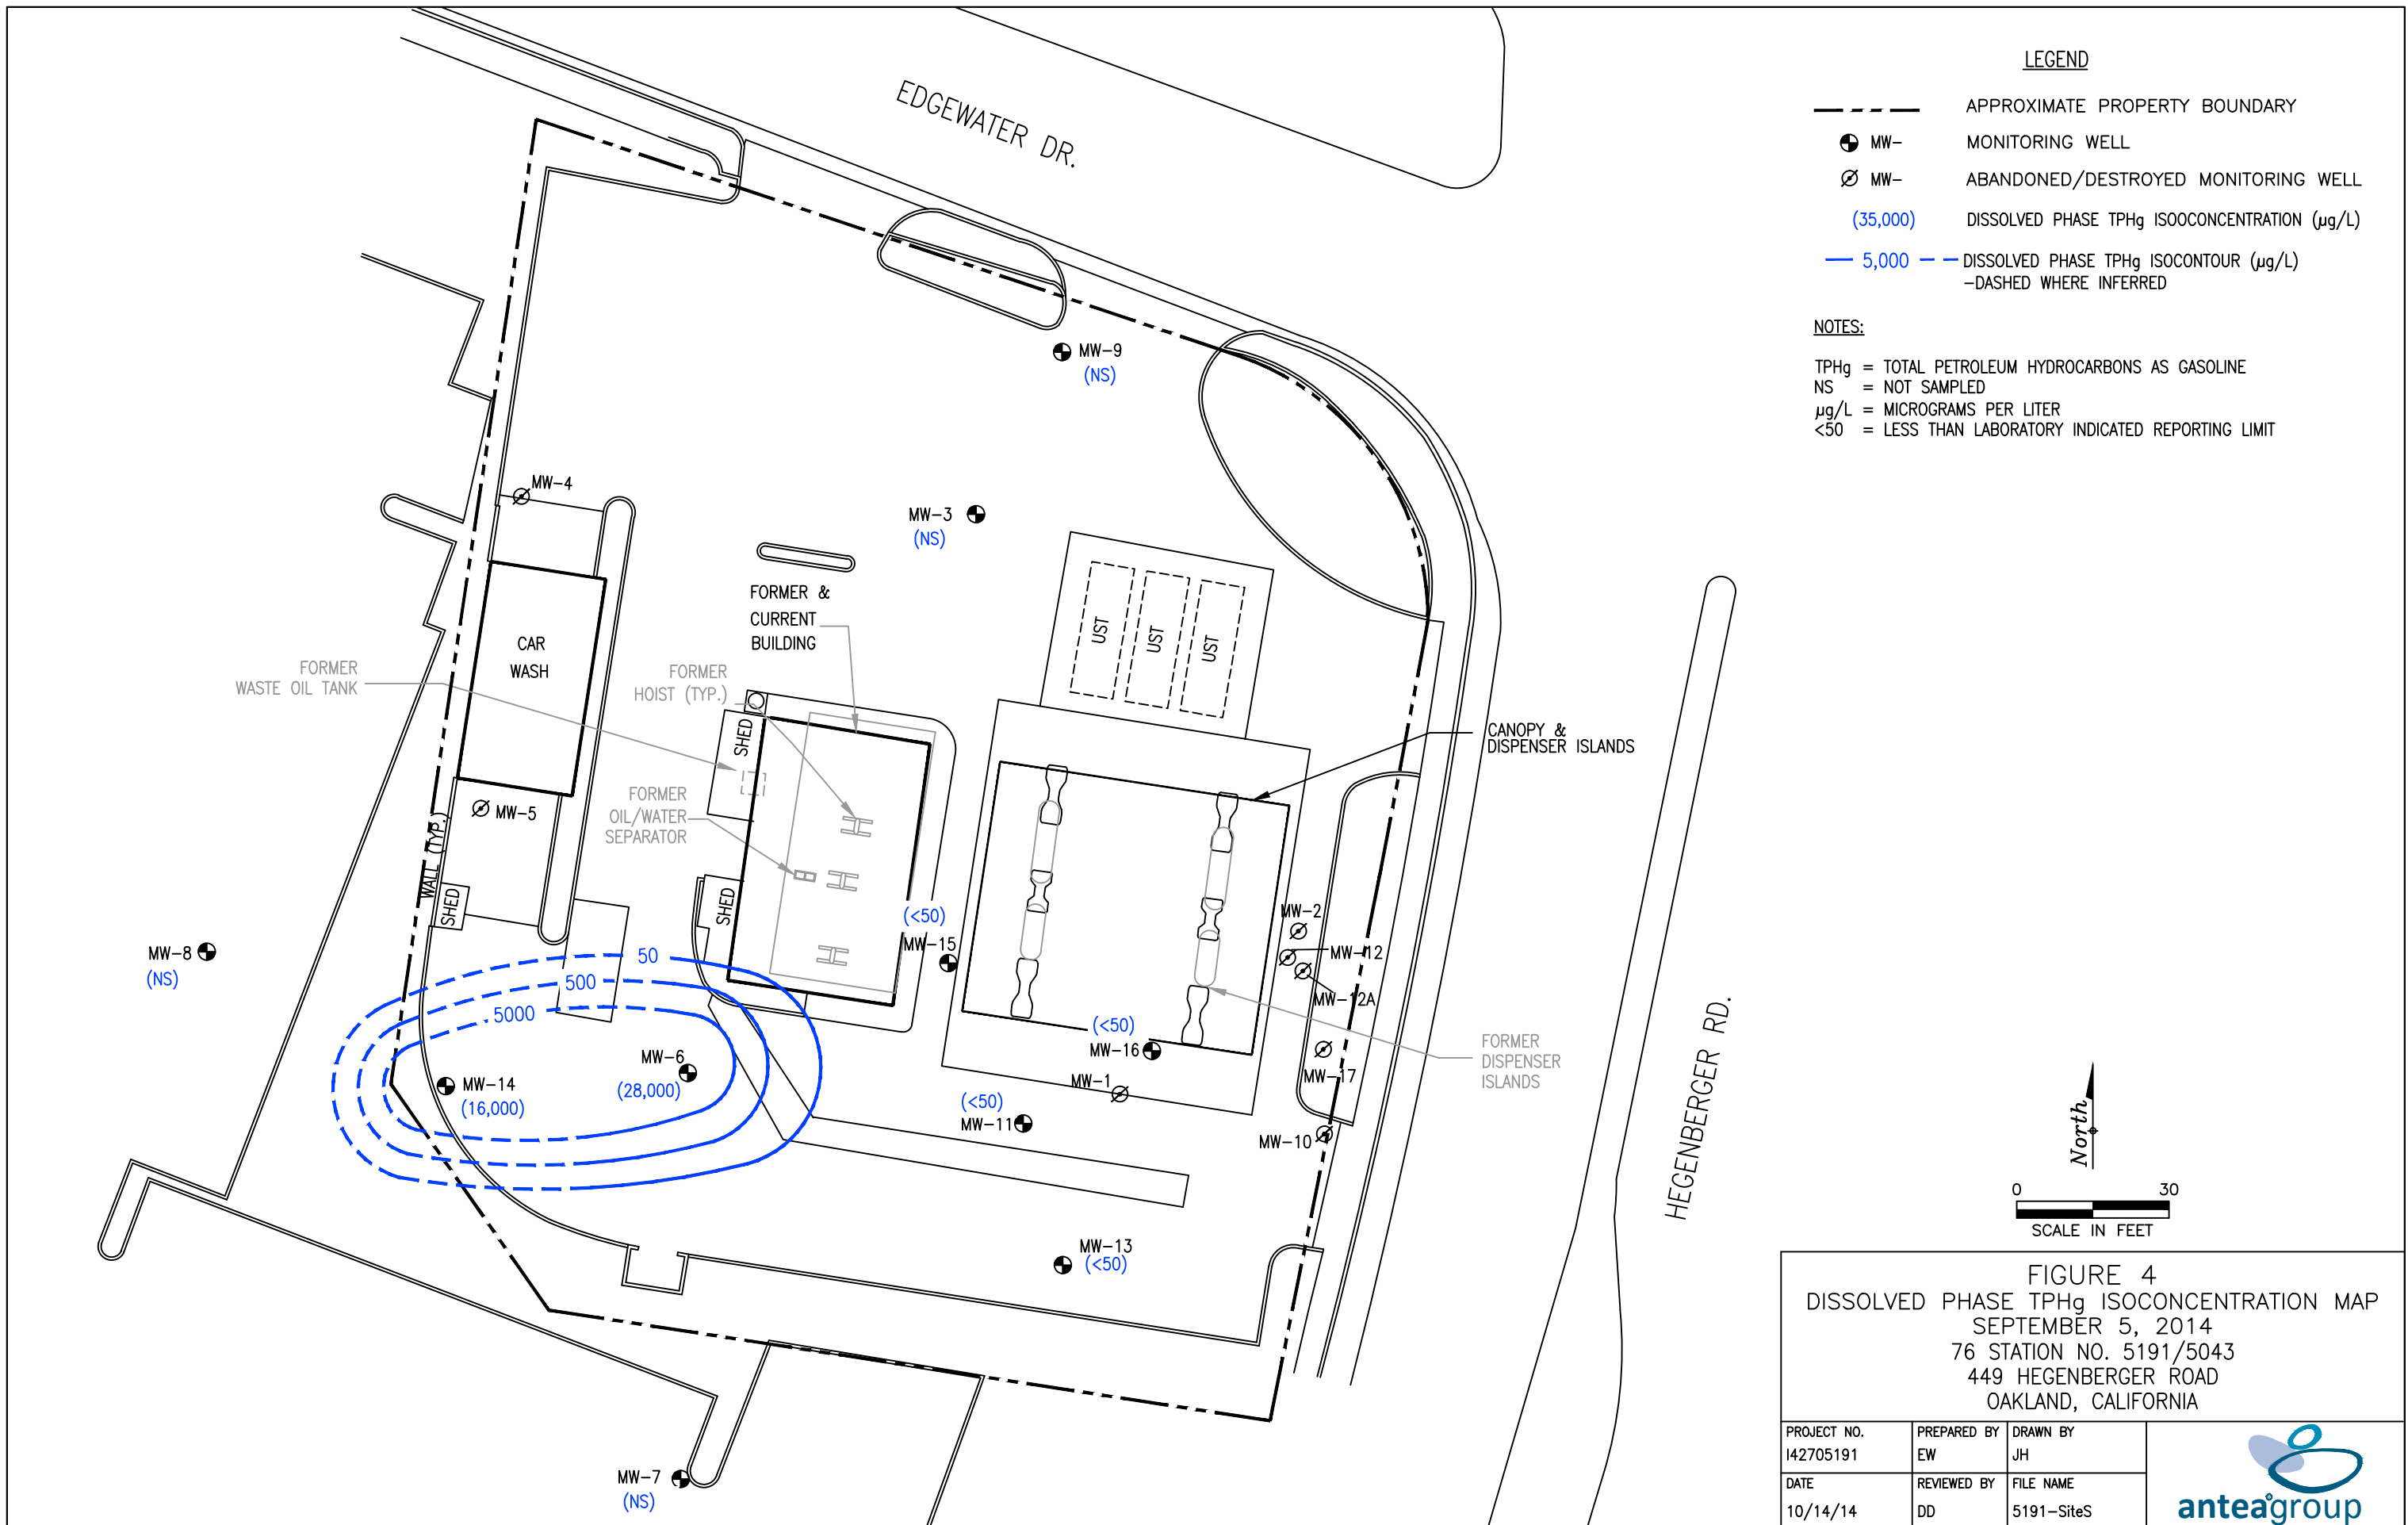 EDGEWATER DR.
LEGEND
APPROXIMATE PROPERTY BOUNDARY
MW- MONITORING WELL
MW- ABANDONED/DESTROYED MONITORING WELL
(35,000) DISSOLVED PHASE TPHg ISOOCONCENTRATION (µg/L)
5,000 DISSOLVED PHASE TPHg ISOCONTOUR (µg/L)
-DASHED WHERE INFERRED
NOTES:
TPHg = TOTAL PETROLEUM HYDROCARBONS AS GASOLINE
NS = NOT SAMPLED
µg/L = MICROGRAMS PER LITER
<50 = LESS THAN LABORATORY INDICATED REPORTING LIMIT
MW-9
(NS)
MW-4
MW-3
(NS)
FORMER &
CURRENT
BUILDING
CAR
WASH
UST
UST
UST
FORMER
WASTE OIL TANK
FORMER
HOIST (TYP.)
SHED
CANOPY &
DISPENSER ISLANDS
FORMER
OIL/WATER
SEPARATOR
MW-5
WALL (TYP.)
SHED
SHED
(<50)
MW-15
MW-2
MW-12
MW-12A
MW-8
(NS)
50
500
5000
MW-6
(28,000)
MW-14
(16,000)
(<50)
MW-16
MW-1
MW-17
FORMER
DISPENSER
ISLANDS
(<50)
MW-11
MW-10
HEGENBERGER RD.
North
0 30
SCALE IN FEET
MW-13
(<50)
MW-7
(NS)
FIGURE 4
DISSOLVED PHASE TPHg ISOCONCENTRATION MAP
SEPTEMBER 5, 2014
76 STATION NO. 5191/5043
449 HEGENBERGER ROAD
OAKLAND, CALIFORNIA
PROJECT NO. PREPARED BY DRAWN BY
I42705191 EW JH
DATE REVIEWED BY FILE NAME
10/14/14 DD 5191-SiteS
anteagroup